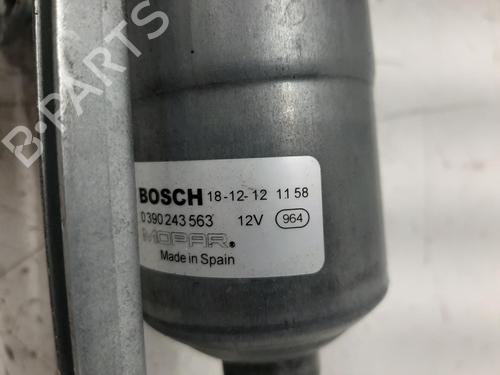 BOSCH 18-12-12 11 58
0 390 243 563 12V 964
MOPAR®
Made in Spain
B-PARTS